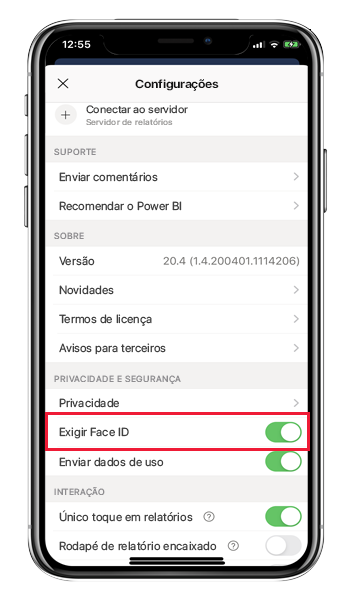 12:55
Configurações
Conectar ao servidor
Servidor de relatórios
SUPORTE
Enviar comentários
Recomendar o Power BI
SOBRE
Versão 20.4 (1.4.200401.1114206)
Novidades
Termos de licença
Avisos para terceiros
PRIVACIDADE E SEGURANÇA
Privacidade
Exigir Face ID
Enviar dados de uso
INTERAÇÃO
Único toque em relatórios ?
Rodapé de relatório encaixado ?